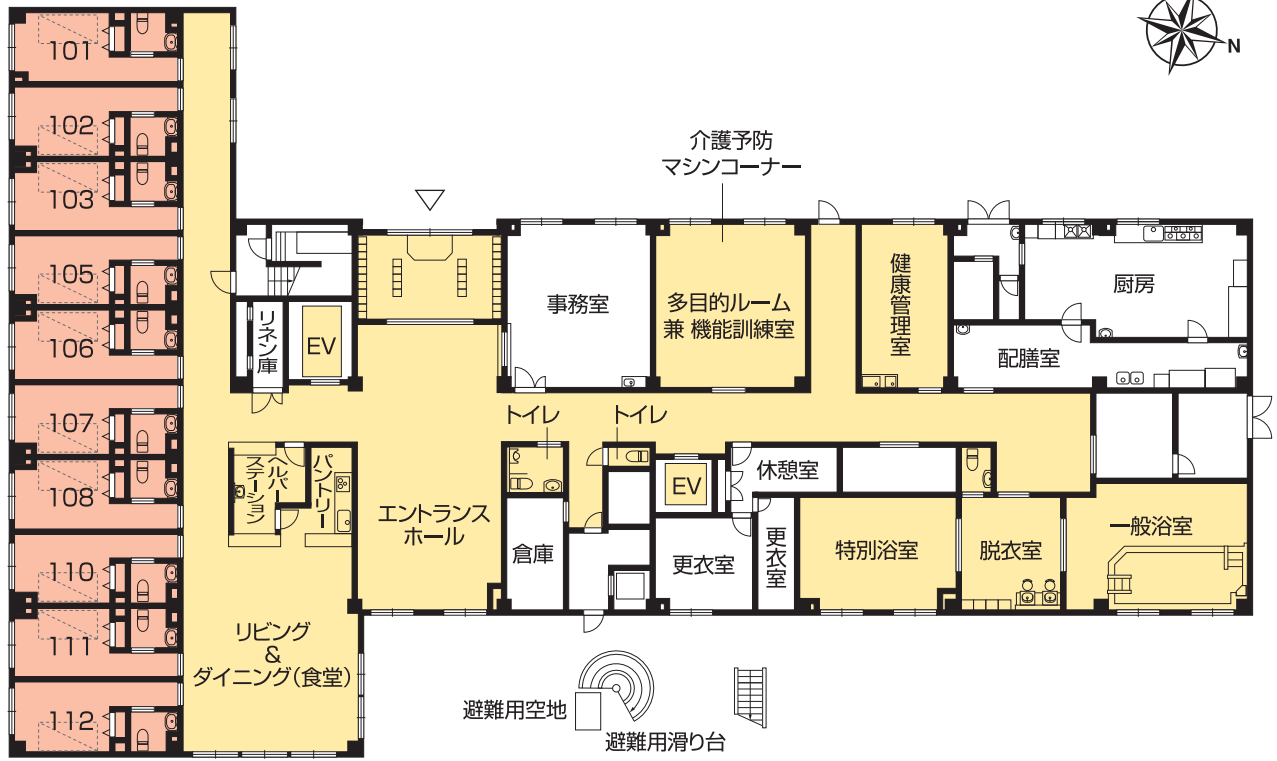 101
102
103
105
106
107
108
110
111
112
N
介護予防
マシンコーナー
事務室
多目的ルーム
兼 機能訓練室
健康管理室
厨房
配膳室
リネン庫
EV
トイレ
トイレ
ヘルパー
ステーション
パントリー
エントランス
ホール
倉庫
EV
休憩室
更衣室
更衣室
特別浴室
脱衣室
一般浴室
リビング
&
ダイニング(食堂)
避難用空地
避難用滑り台